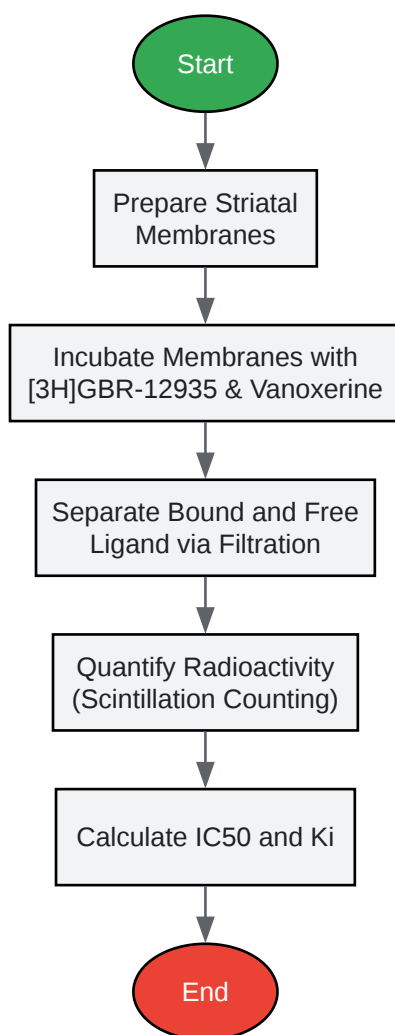 Start
Prepare Striatal
Membranes
Incubate Membranes with
[3H]GBR-12935 & Vanoxerine
Separate Bound and Free
Ligand via Filtration
Quantify Radioactivity
(Scintillation Counting)
Calculate IC50 and Ki
End